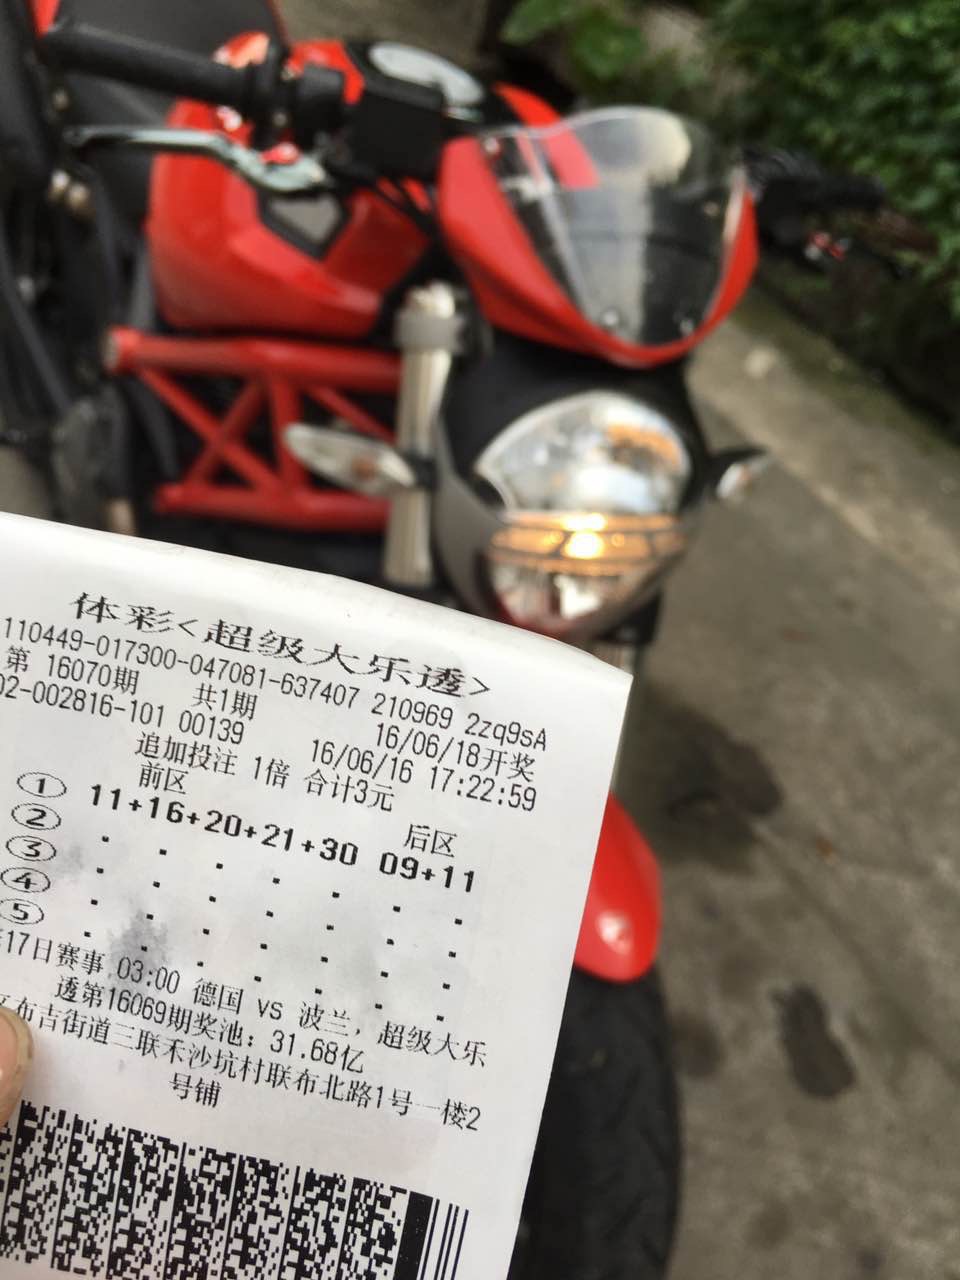 体彩<超级大乐透>
110449-017300-047081-637407 210969 2zq9sA
第 16070期 共1期 16/06/18开奖
02-002816-101 00139 16/06/16 17:22:59
追加投注 1倍 合计3元
前区 后区
① 11+16+20+21+30 09+11
②
③
④
⑤
17日赛事 03:00 德国 vs 波兰，超级大乐
透第16069期奖池：31.68亿
布吉街道三联禾沙坑村联布北路1号一楼2
号铺